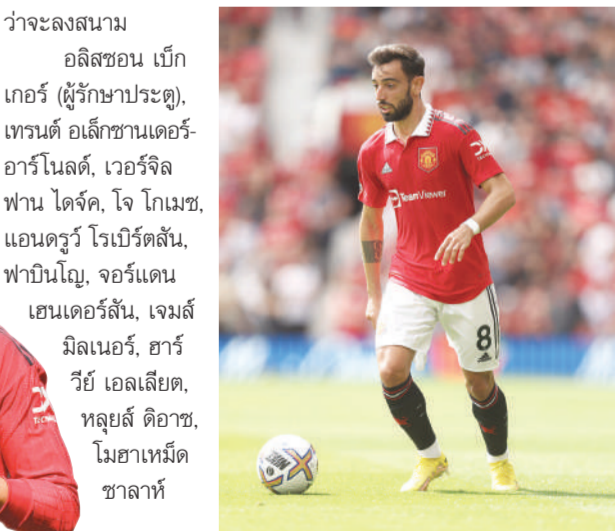 ว่าจะลงสนาม
อลิสซอน เบ็ก
เกอร์ (ผู้รักษาประตู),
เทรนต์ อเล็กซานเดอร์-
อาร์โนลด์, เวอร์จิล
ฟาน ไดจ์ค, โจ โกเมซ,
แอนดรูว์ โรเบิร์ตสัน,
ฟาบินโญ, จอร์แดน
เฮนเดอร์สัน, เจมส์
มิลเนอร์, ฮาร์
วีย์ เอลเลียต,
หลุยส์ ดิอาซ,
โมฮาเหม็ด
ซาลาห์
TeamViewer
8